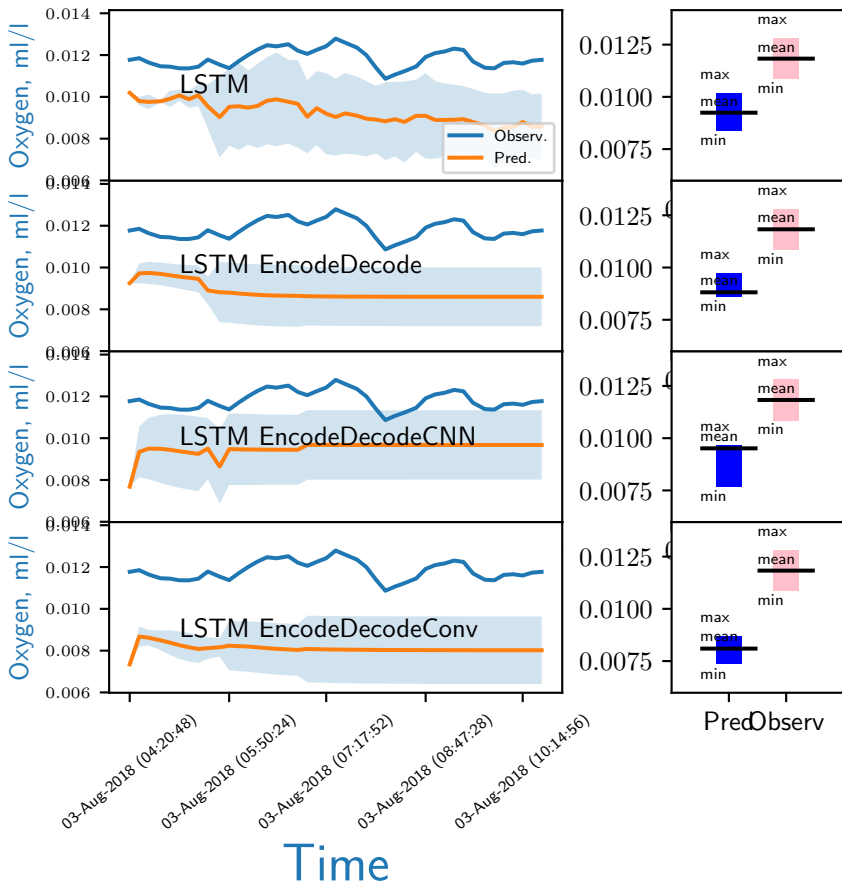 Oxygen, ml/l
0.014
0.012
0.010
0.008
0.006
LSTM
Observ.
Pred.
0.0125
0.0100
0.0075
max
mean
min
max
mean
min
Oxygen, ml/l
0.014
0.012
0.010
0.008
0.006
LSTM EncodeDecode
0.0125
0.0100
0.0075
max
mean
min
max
mean
min
Oxygen, ml/l
0.014
0.012
0.010
0.008
0.006
LSTM EncodeDecodeCNN
0.0125
0.0100
0.0075
max
mean
min
max
mean
min
Oxygen, ml/l
0.014
0.012
0.010
0.008
0.006
LSTM EncodeDecodeConv
0.0125
0.0100
0.0075
max
mean
min
max
mean
min
Pred
Observ
03-Aug-2018 (04:20:48)
03-Aug-2018 (05:50:24)
03-Aug-2018 (07:17:52)
03-Aug-2018 (08:47:28)
03-Aug-2018 (10:14:56)
Time